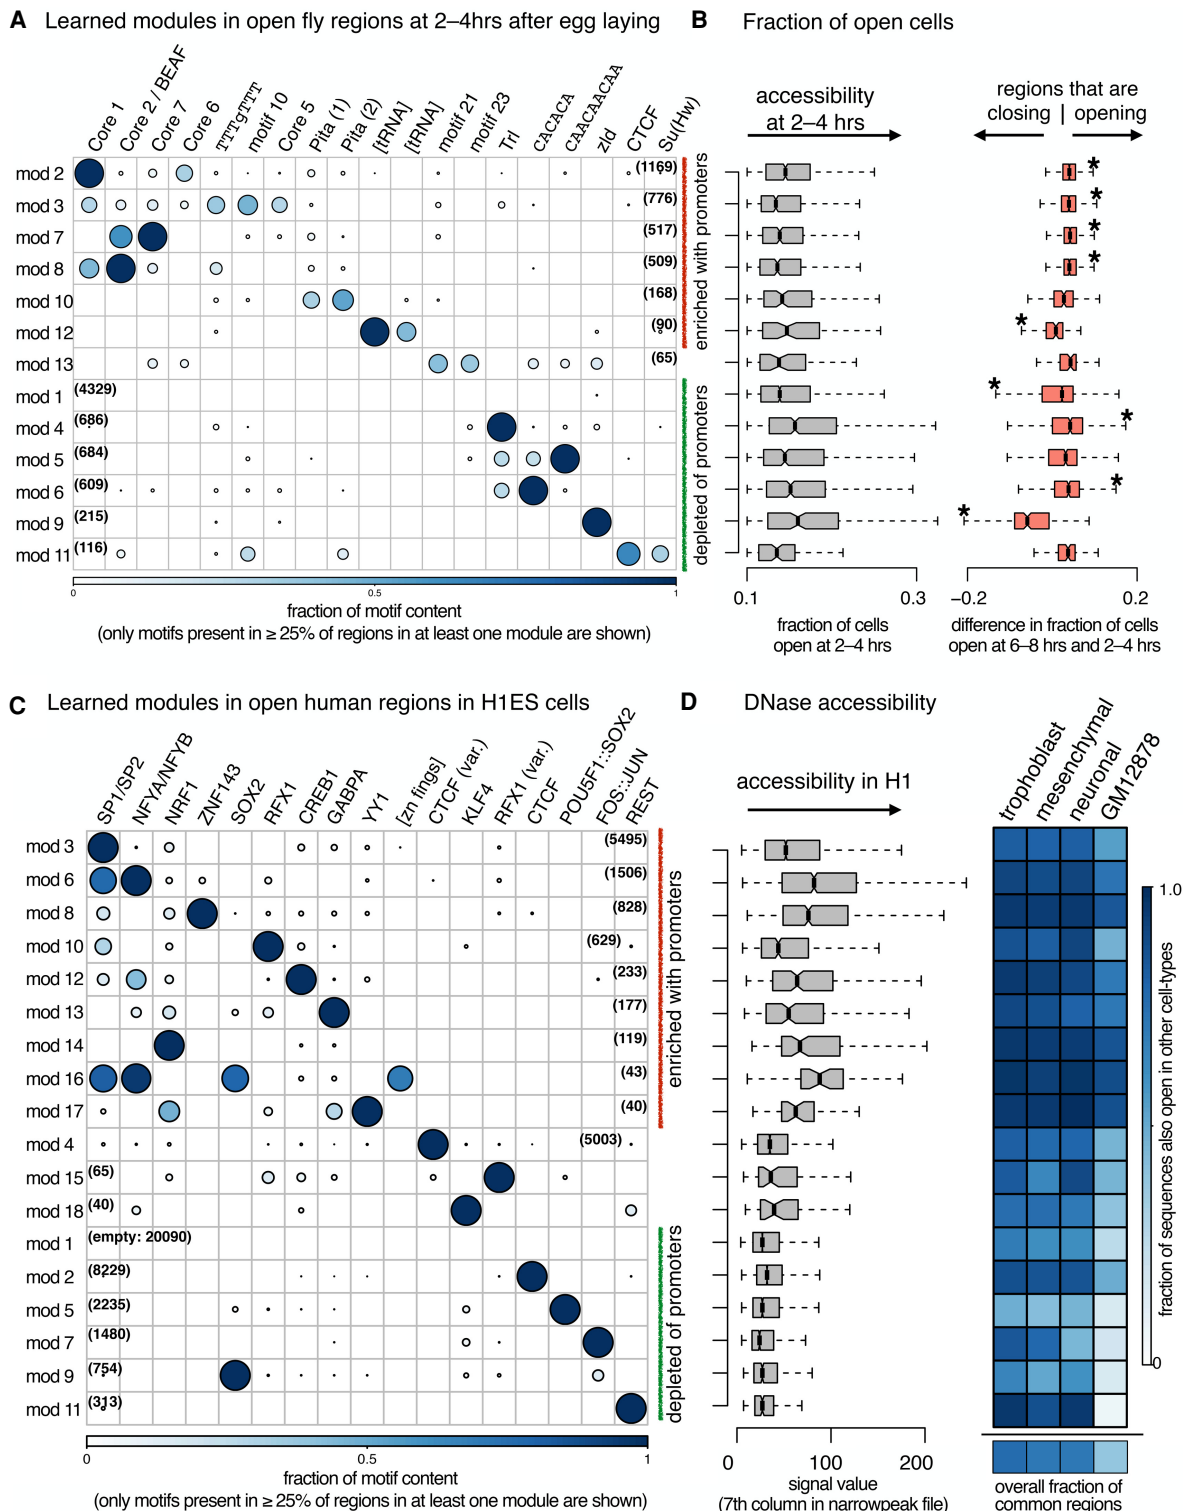 A Learned modules in open fly regions at 2–4hrs after egg laying
Core 1
Core 2 / BEAF
Core 7
Core 6
TTTgTTT
motif 10
Core 5
Pita (1)
Pita (2)
[tRNA]
[tRNA]
motif 21
motif 23
Trl
CACACA
CAACAACAA
zld
CTCF
Su(Hw)
mod 2 (1169)
mod 3 (776)
mod 7 (517)
mod 8 (509)
mod 10 (168)
mod 12 (90)
mod 13 (65)
mod 1 (4329)
mod 4 (686)
mod 5 (684)
mod 6 (609)
mod 9 (215)
mod 11 (116)
enriched with promoters
depleted of promoters
0 0.5 1
fraction of motif content
(only motifs present in ≥ 25% of regions in at least one module are shown)
B Fraction of open cells
accessibility
at 2–4 hrs
regions that are
closing | opening
* * * * * * * * *
0.1 0.3
fraction of cells
open at 2–4 hrs
−0.2 0.2
difference in fraction of cells
open at 6–8 hrs and 2–4 hrs
C Learned modules in open human regions in H1ES cells
SP1/SP2
NFYA/NFYB
NRF1
ZNF143
SOX2
RFX1
CREB1
GABPA
YY1
[zn fings]
CTCF (var.)
KLF4
RFX1 (var.)
CTCF
POU5F1::SOX2
FOS::JUN
REST
mod 3 (5495)
mod 6 (1506)
mod 8 (828)
mod 10 (629)
mod 12 (233)
mod 13 (177)
mod 14 (119)
mod 16 (43)
mod 17 (40)
mod 4 (5003)
mod 15 (65)
mod 18 (40)
mod 1 (empty: 20090)
mod 2 (8229)
mod 5 (2235)
mod 7 (1480)
mod 9 (754)
mod 11 (313)
enriched with promoters
depleted of promoters
0 0.5 1
fraction of motif content
(only motifs present in ≥ 25% of regions in at least one module are shown)
D DNase accessibility
accessibility in H1
0 100 200
signal value
(7th column in narrowpeak file)
trophoblast
mesenchymal
neuronal
GM12878
1.0
0
fraction of sequences also open in other cell-types
overall fraction of
common regions